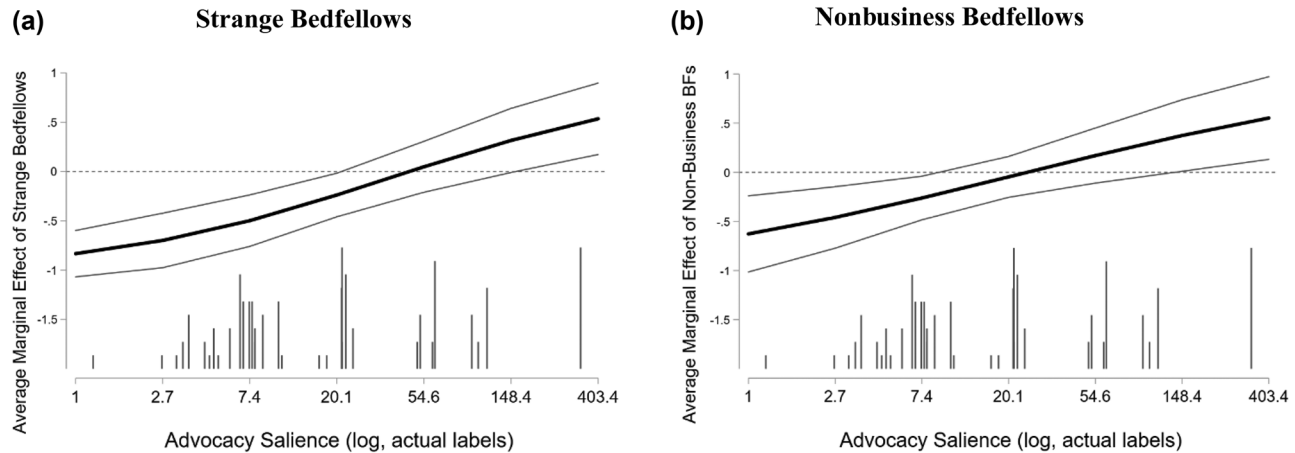 (a) Strange Bedfellows
Average Marginal Effect of Strange Bedfellows
1
.5
0
-.5
-1
-1.5
1 2.7 7.4 20.1 54.6 148.4 403.4
Advocacy Salience (log, actual labels)
(b) Nonbusiness Bedfellows
Average Marginal Effect of Non-Business BFs
1
.5
0
-.5
-1
-1.5
1 2.7 7.4 20.1 54.6 148.4 403.4
Advocacy Salience (log, actual labels)